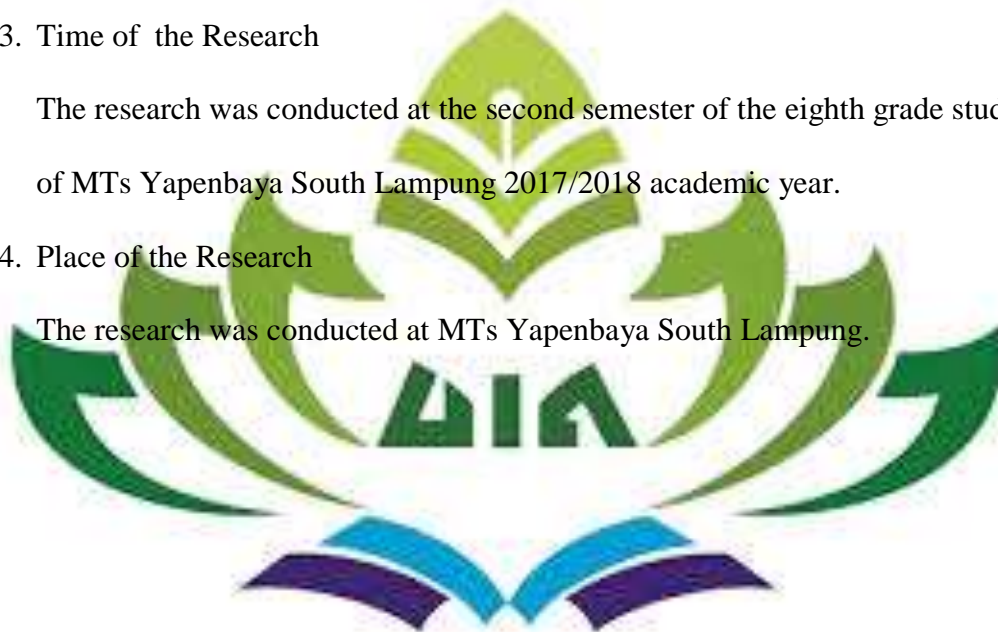 3. Time of the Research
The research was conducted at the second semester of the eighth grade
of MTs Yapenbaya South Lampung 2017/2018 academic year.
4. Place of the Research
The research was conducted at MTs Yapenbaya South Lampung.